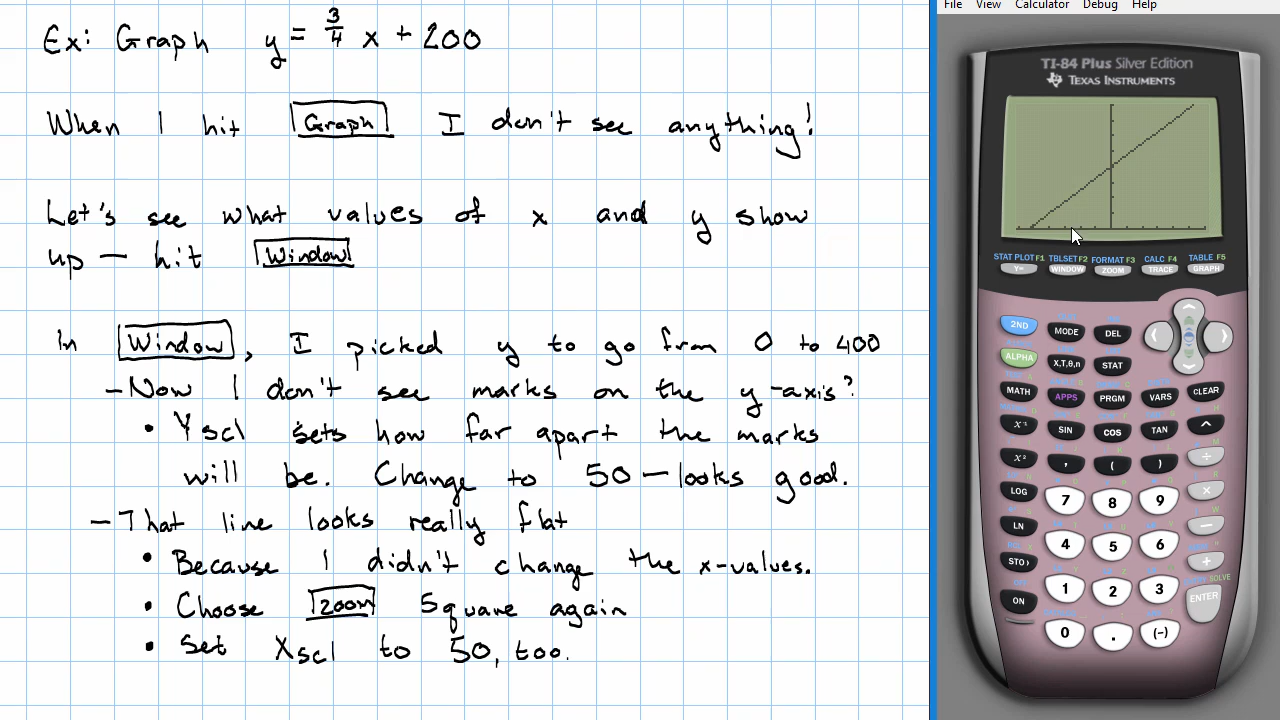 Ex: Graph y = 3/4 x + 200
When I hit Graph I don't see anything!
Let's see what values of x and y show
up — hit Window
In Window, I picked y to go from 0 to 400
- Now I don't see marks on the y-axis?
• Yscl sets how far apart the marks
will be. Change to 50 — looks good.
- That line looks really flat
• Because I didn't change the x-values.
• Choose Zoom Square again
• Set Xscl to 50, too.
File View Calculator Debug Help
TI-84 Plus Silver Edition
TEXAS INSTRUMENTS
STAT PLOT F1 TBLSET F2 FORMAT F3 CALC F4 TABLE F5
Y= WINDOW ZOOM TRACE GRAPH
2ND MODE DEL
ALPHA X,T,θ,n STAT
MATH APPS PRGM VARS CLEAR
x⁻¹ SIN COS TAN ^
x² , ( ) ÷
LOG 7 8 9 ×
LN 4 5 6 −
STO› 1 2 3 +
ON 0 . (−) ENTER
SOLVE